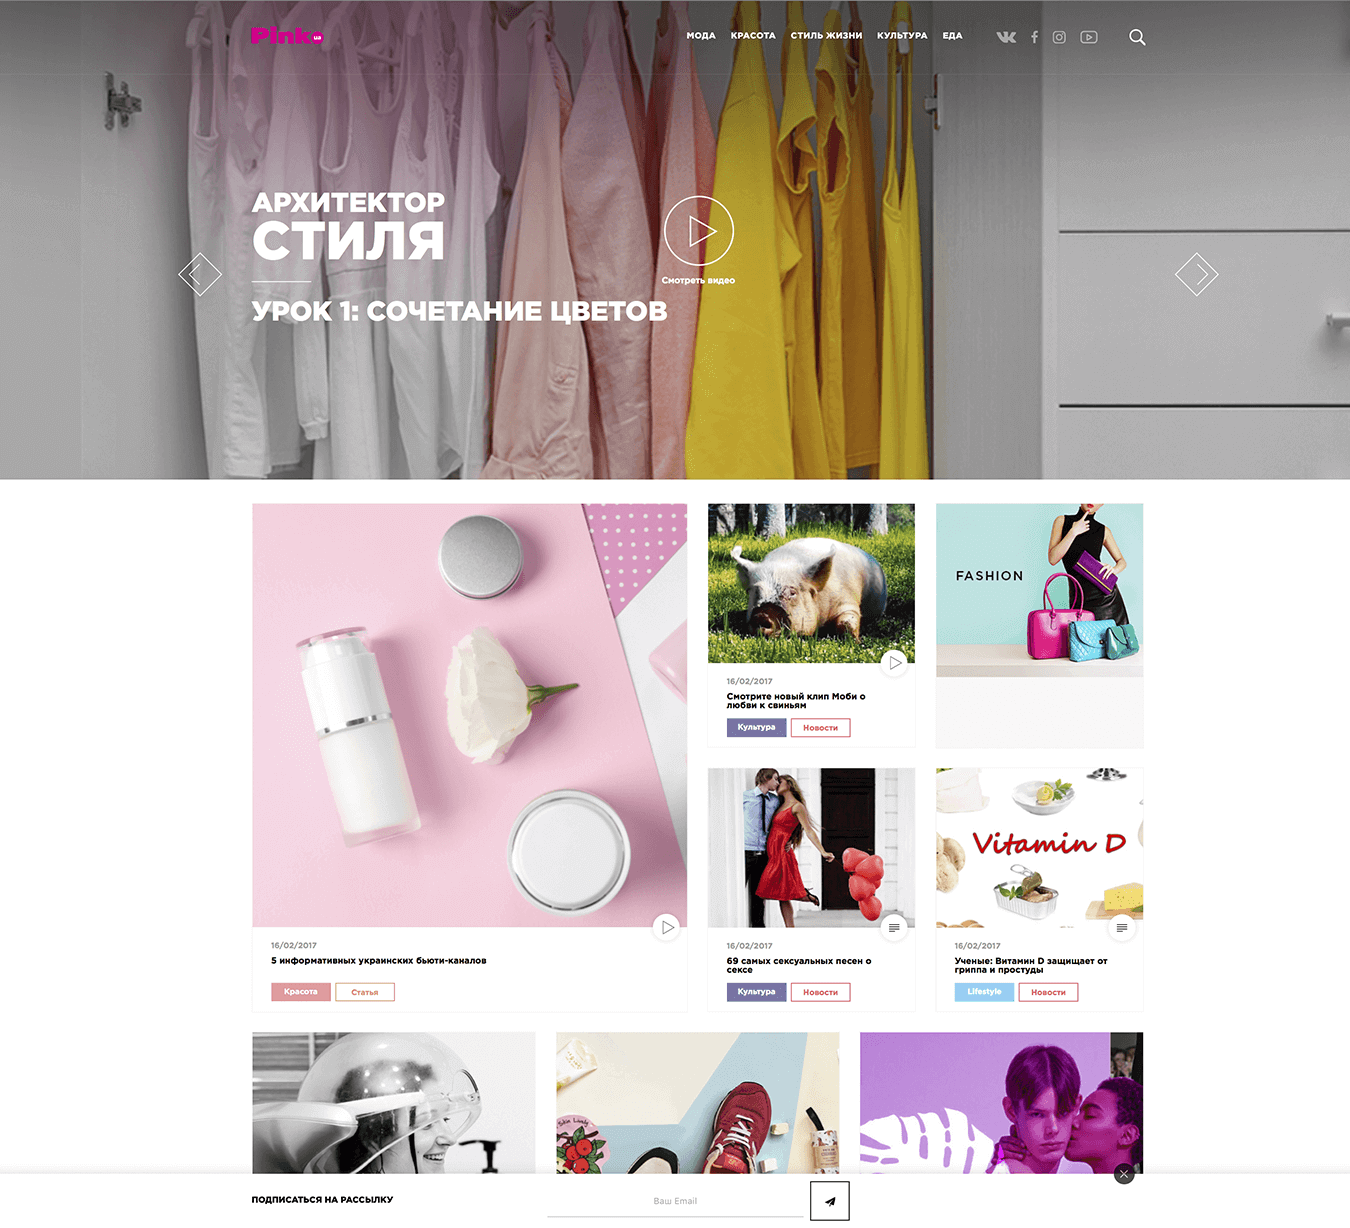 Pink.ua
МОДА КРАСОТА СТИЛЬ ЖИЗНИ КУЛЬТУРА ЕДА
АРХИТЕКТОР
СТИЛЯ
Смотреть видео
УРОК 1: СОЧЕТАНИЕ ЦВЕТОВ
16/02/2017
5 информативных украинских бьюти-каналов
Красота Статья
16/02/2017
Смотрите новый клип Моби о
любви к свиньям
Культура Новости
FASHION
16/02/2017
69 самых сексуальных песен о
сексе
Культура Новости
Vitamin D
16/02/2017
Ученые: Витамин D защищает от
гриппа и простуды
Lifestyle Новости
ПОДПИСАТЬСЯ НА РАССЫЛКУ
Ваш Email